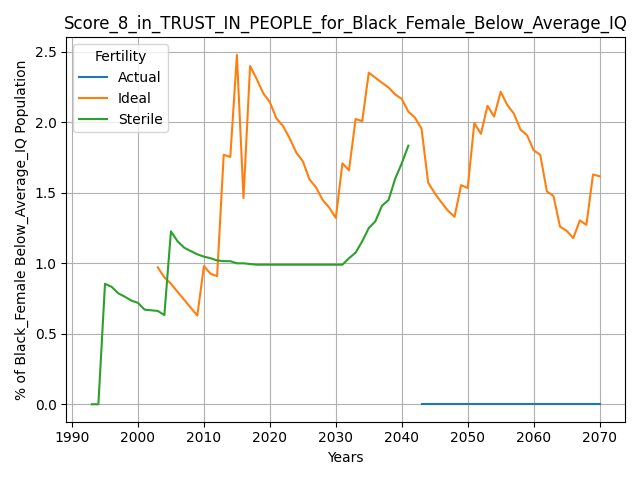 Score_8_in_TRUST_IN_PEOPLE_for_Black_Female_Below_Average_IQ
Fertility
Actual
Ideal
Sterile
% of Black_Female Below_Average_IQ Population
2.5
2.0
1.5
1.0
0.5
0.0
1990 2000 2010 2020 2030 2040 2050 2060 2070
Years